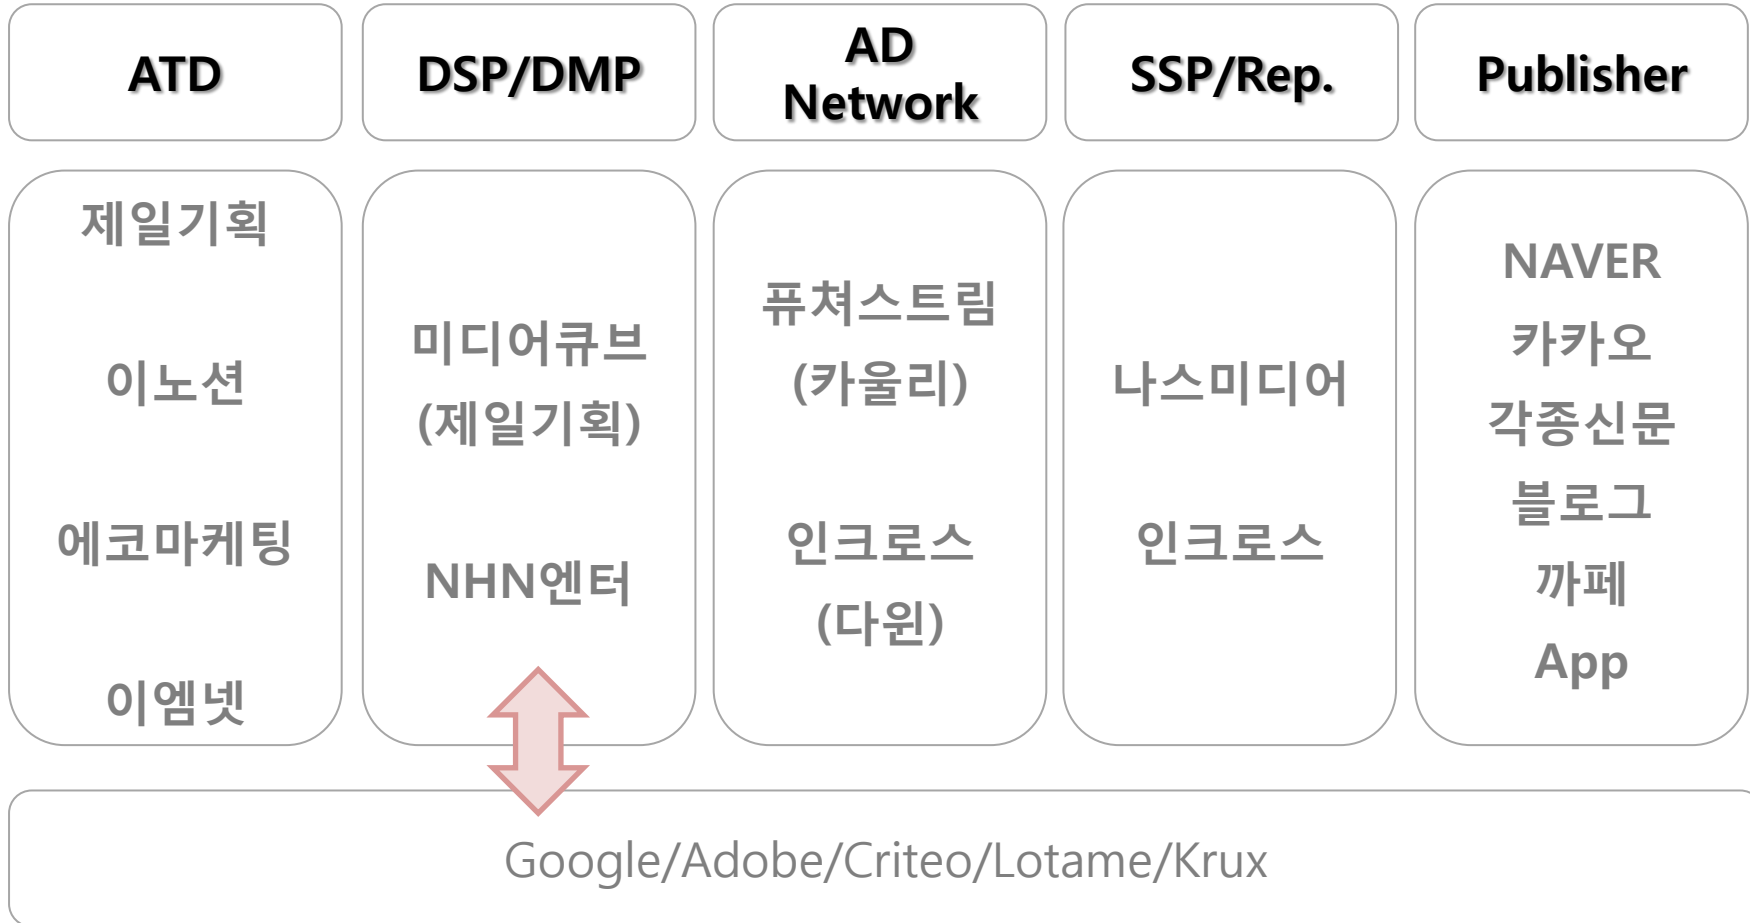 ATD
DSP/DMP
AD
Network
SSP/Rep.
Publisher
제일기획
이노션
에코마케팅
이엠넷
미디어큐브
(제일기획)
NHN엔터
퓨쳐스트림
(카울리)
인크로스
(다윈)
나스미디어
인크로스
NAVER
카카오
각종신문
블로그
까페
App
Google/Adobe/Criteo/Lotame/Krux